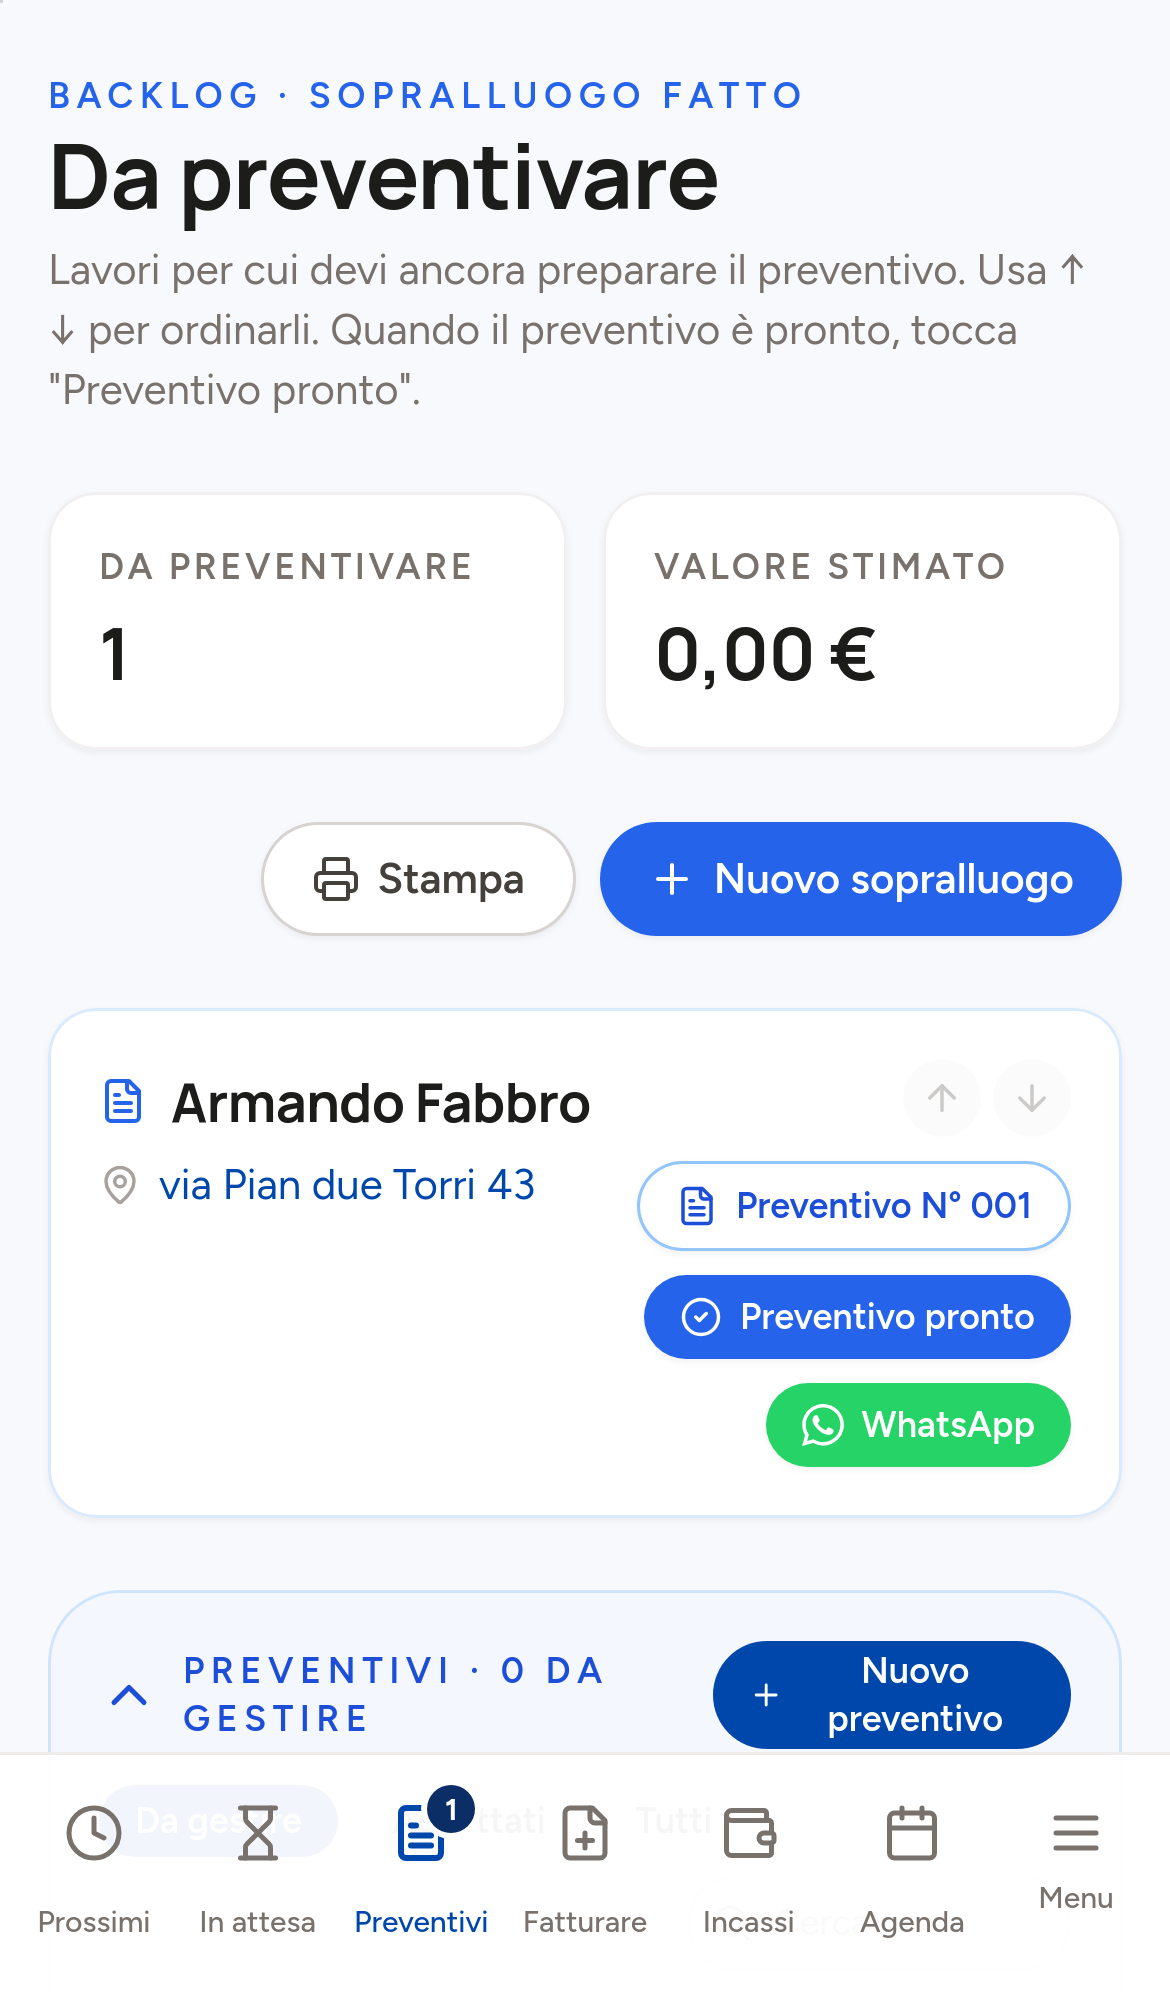 BACKLOG · SOPRALLUOGO FATTO
Da preventivare
Lavori per cui devi ancora preparare il preventivo. Usa ↑
↓ per ordinarli. Quando il preventivo è pronto, tocca
"Preventivo pronto".
DA PREVENTIVARE
1
VALORE STIMATO
0,00 €
Stampa
+ Nuovo sopralluogo
Armando Fabbro
via Pian due Torri 43
Preventivo N° 001
Preventivo pronto
WhatsApp
PREVENTIVI · 0 DA
GESTIRE
+ Nuovo
preventivo
Da gestire
Tutti
1
Prossimi
In attesa
Preventivi
Fatturare
Incassi
Agenda
Menu